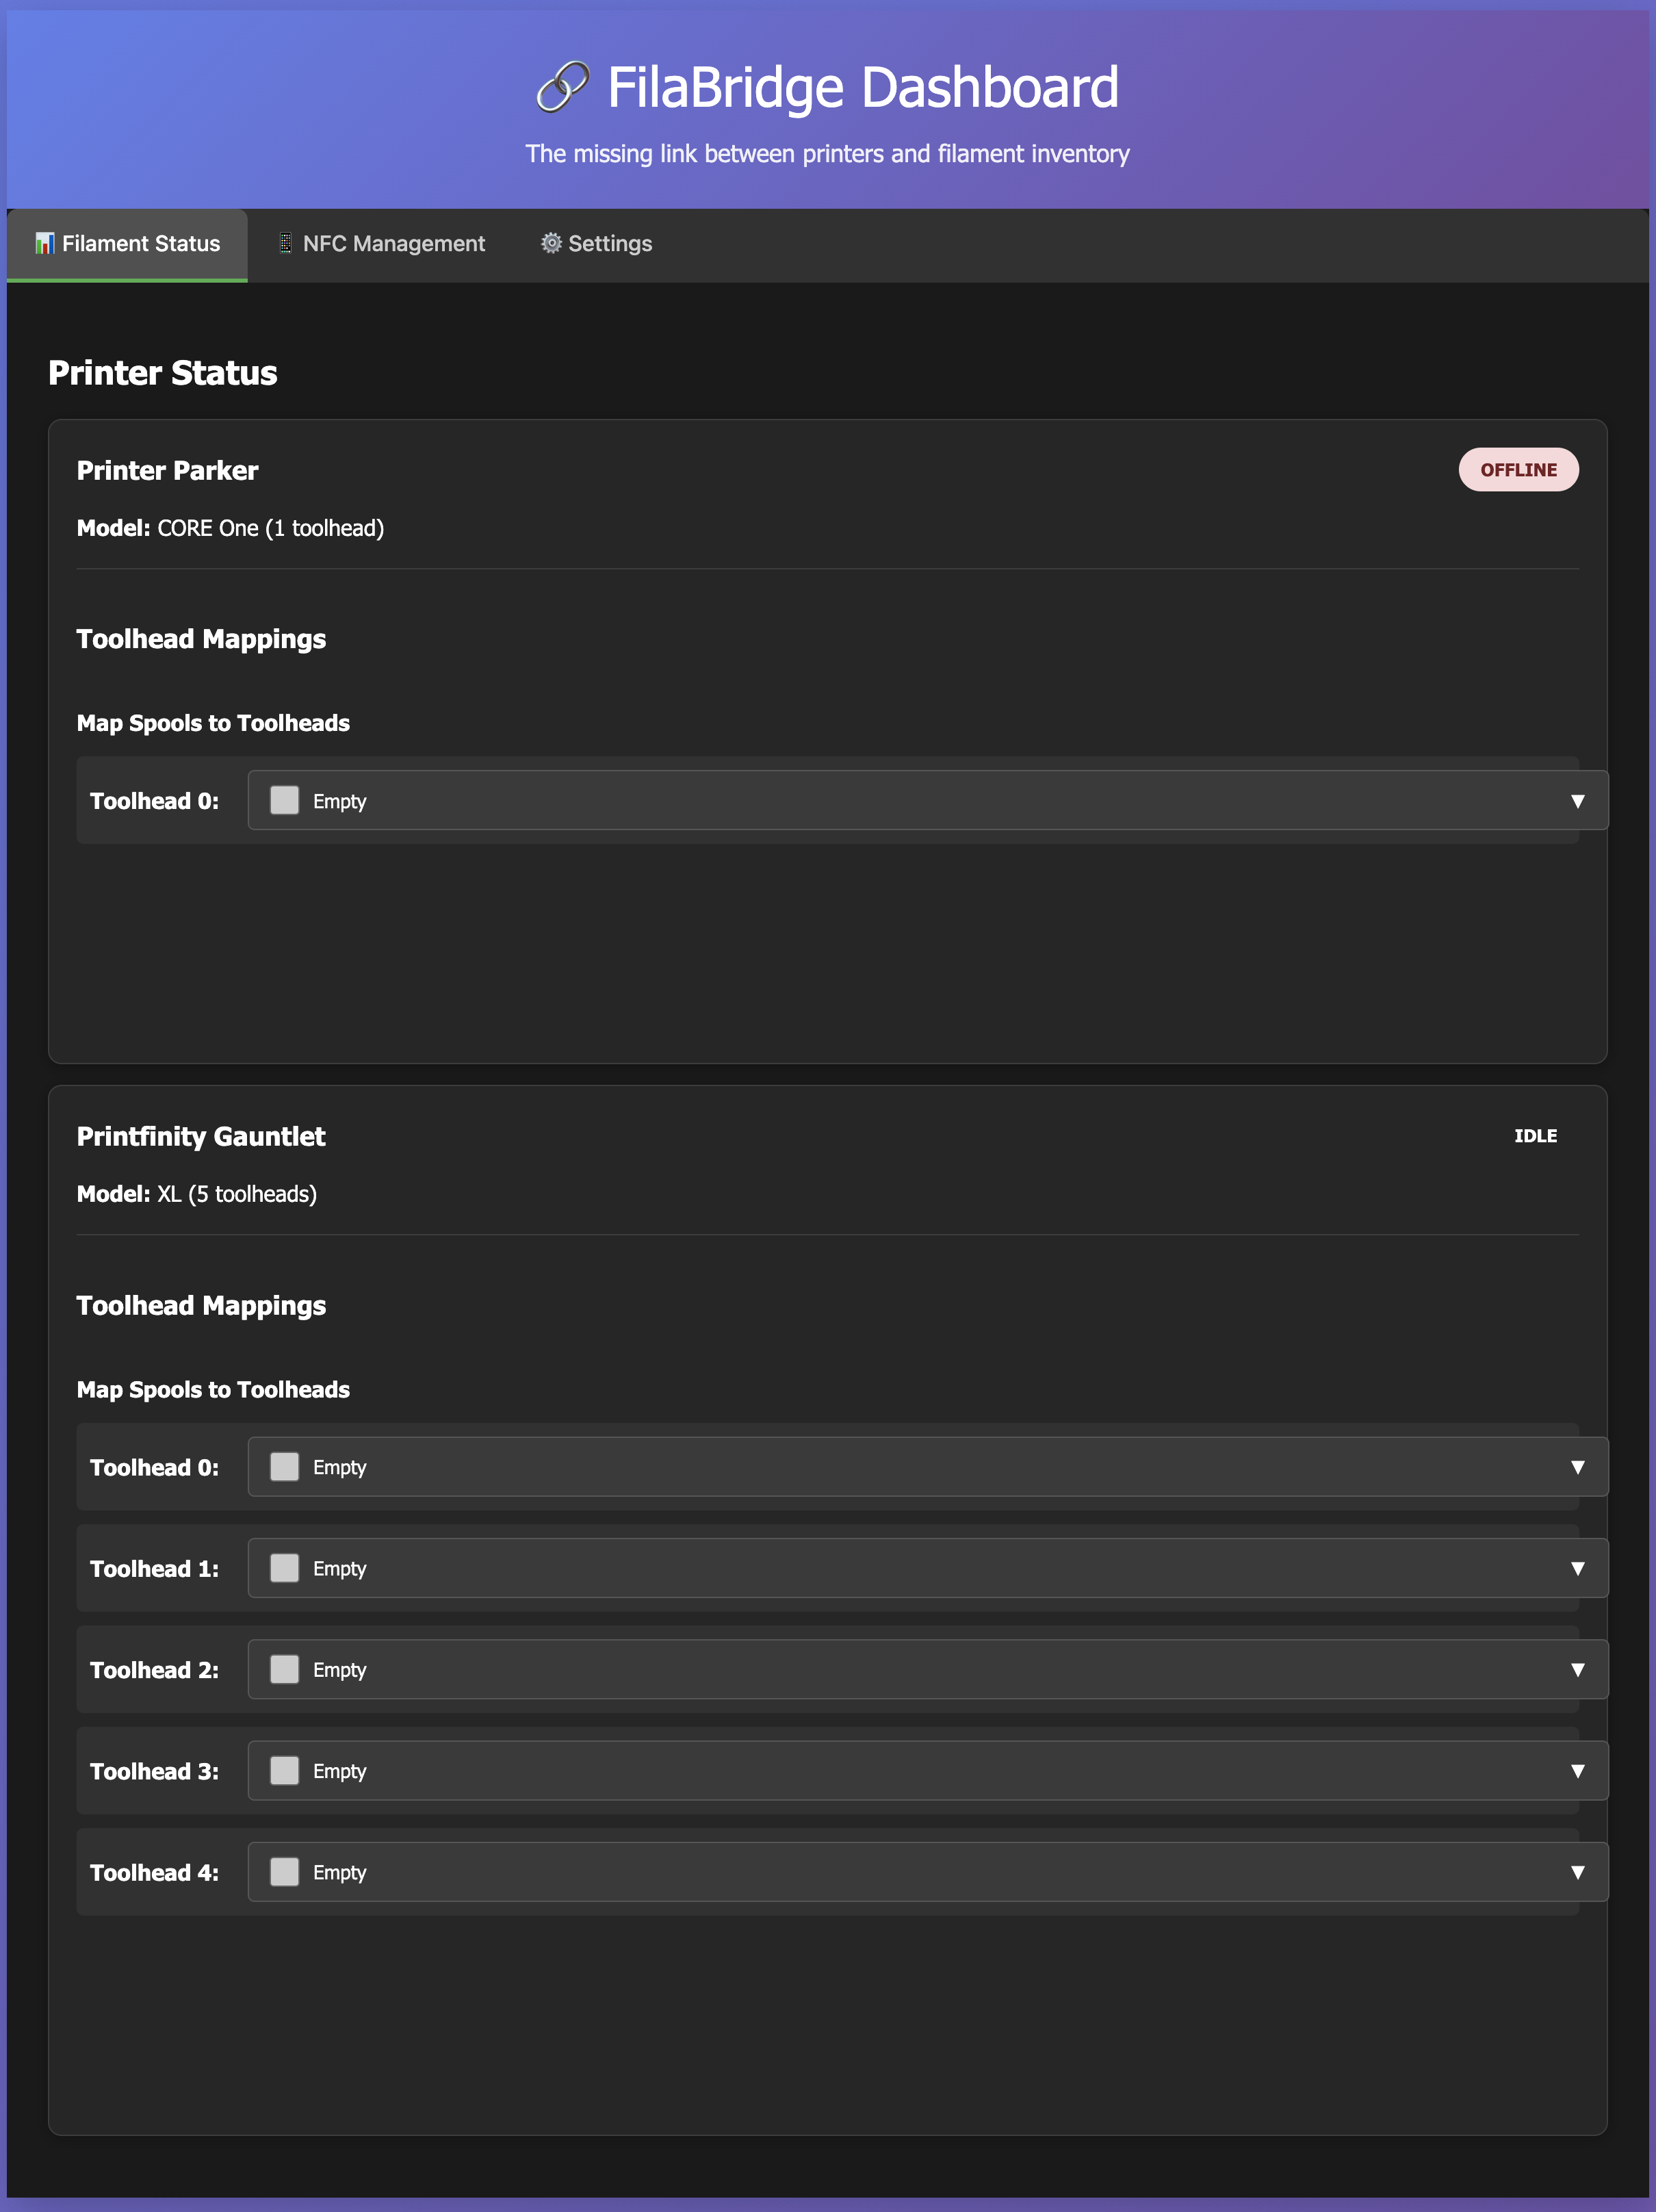 FilaBridge Dashboard
The missing link between printers and filament inventory
Filament Status NFC Management Settings
Printer Status
Printer Parker OFFLINE
Model: CORE One (1 toolhead)
Toolhead Mappings
Map Spools to Toolheads
Toolhead 0: Empty ▼
Printfinity Gauntlet IDLE
Model: XL (5 toolheads)
Toolhead Mappings
Map Spools to Toolheads
Toolhead 0: Empty ▼
Toolhead 1: Empty ▼
Toolhead 2: Empty ▼
Toolhead 3: Empty ▼
Toolhead 4: Empty ▼